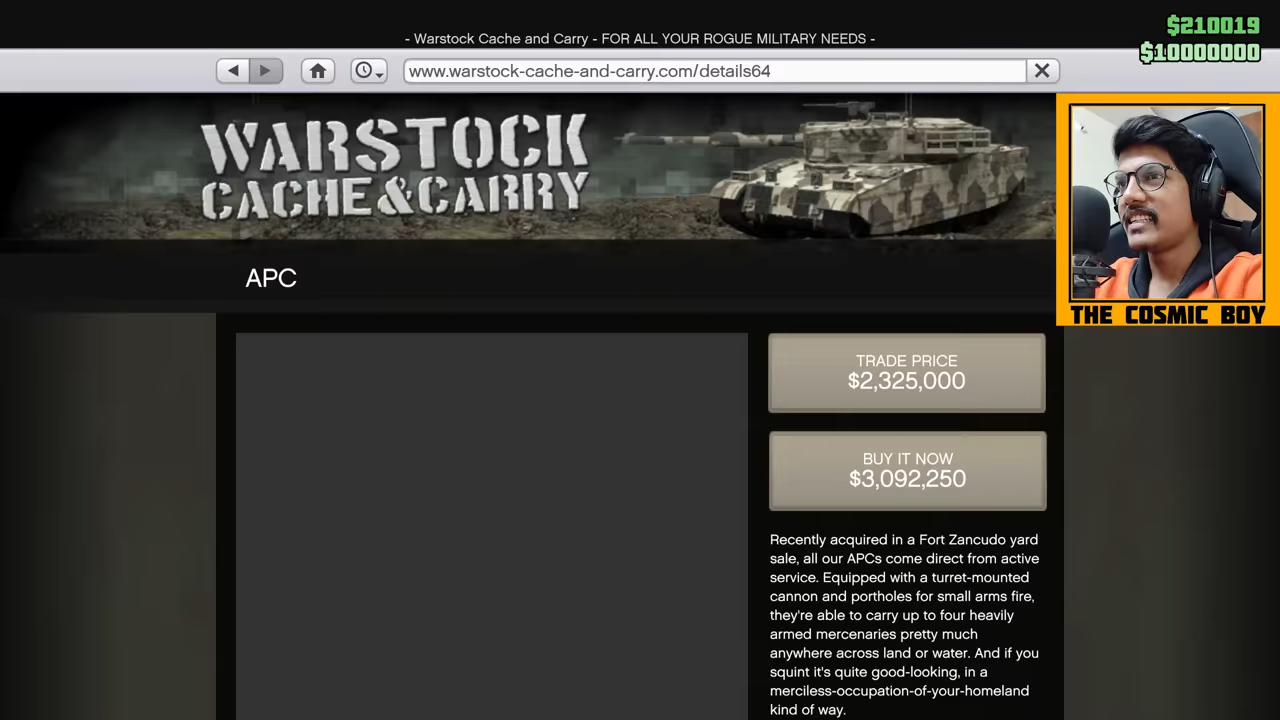 $210019
- Warstock Cache and Carry - FOR ALL YOUR ROGUE MILITARY NEEDS -
$10000000
www.warstock-cache-and-carry.com/details64
WARSTOCK
CACHE&CARRY
THE COSMIC BOY
APC
TRADE PRICE
$2,325,000
BUY IT NOW
$3,092,250
Recently acquired in a Fort Zancudo yard
sale, all our APCs come direct from active
service. Equipped with a turret-mounted
cannon and portholes for small arms fire,
they're able to carry up to four heavily
armed mercenaries pretty much
anywhere across land or water. And if you
squint it's quite good-looking, in a
merciless-occupation-of-your-homeland
kind of way.